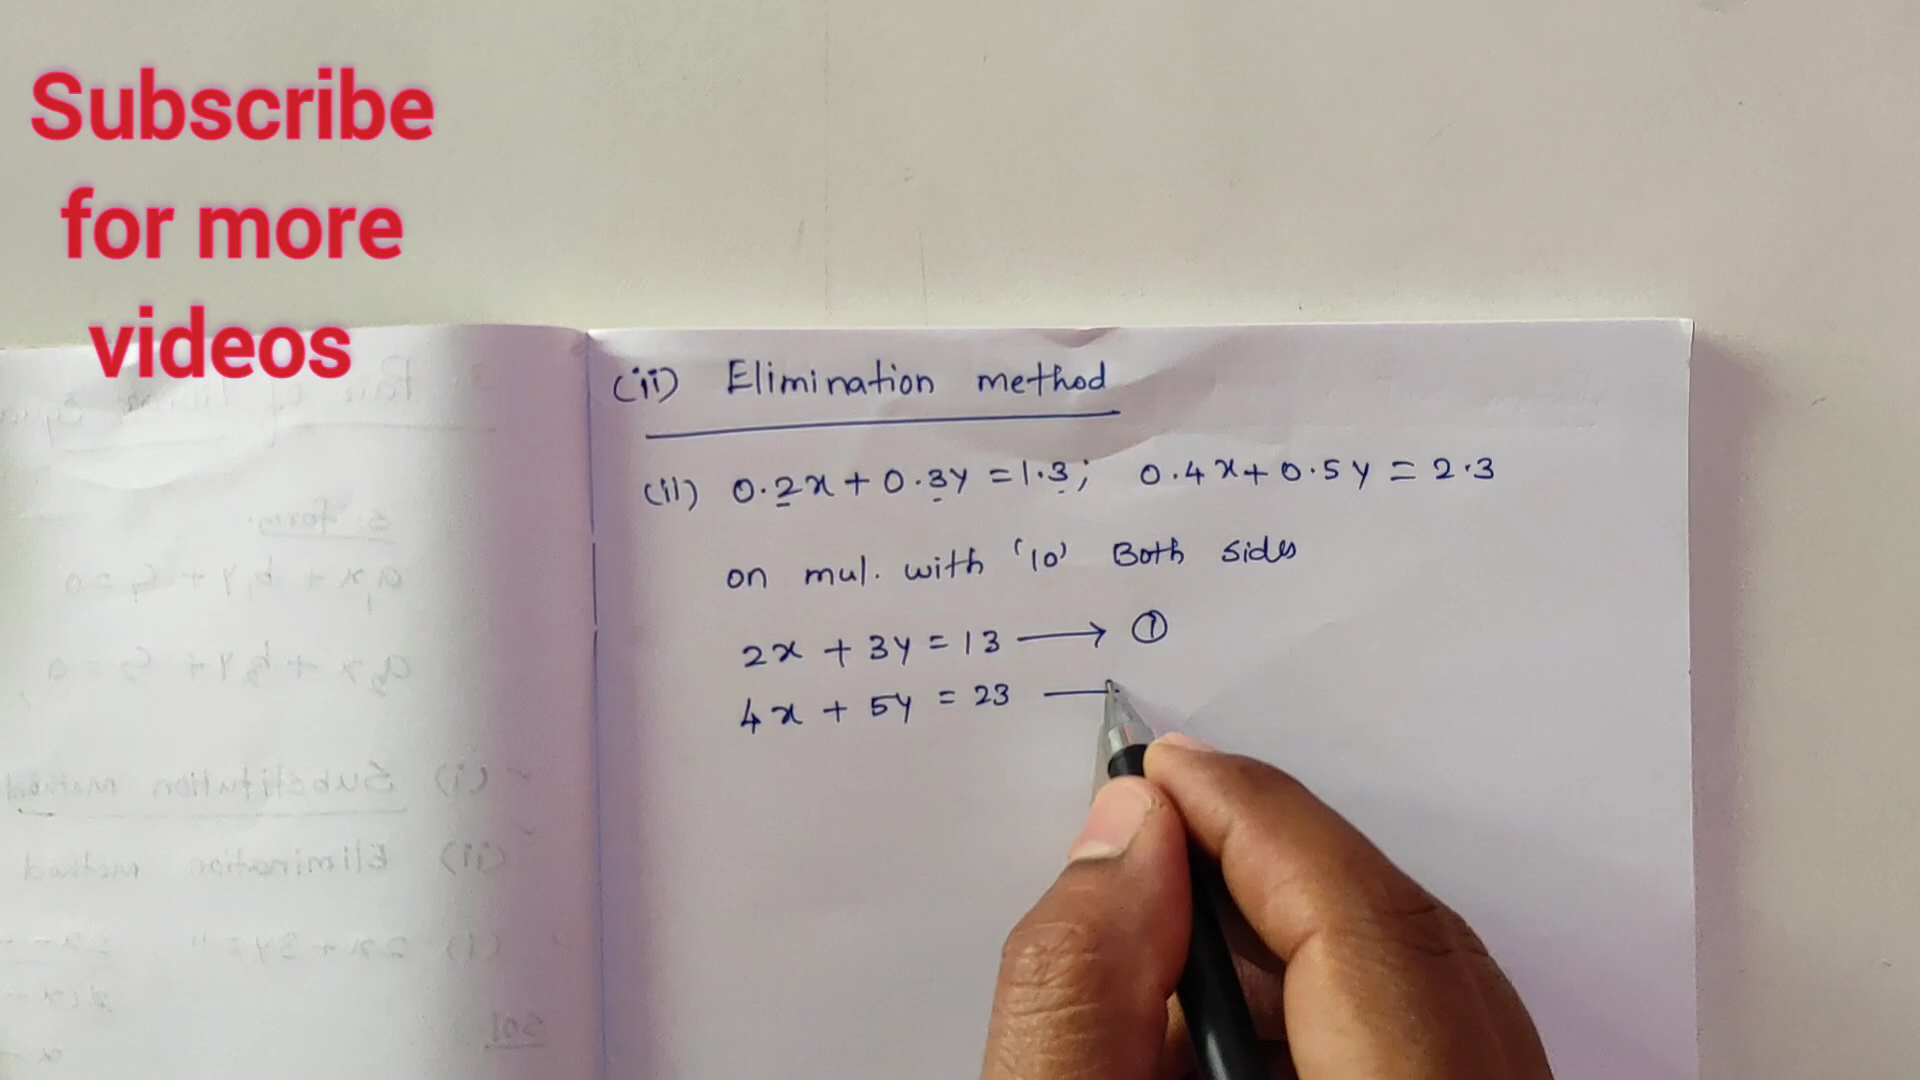 Subscribe
for more
videos
(ii) Elimination method
(ii) 0.2x + 0.3y = 1.3; 0.4x + 0.5y = 2.3
on mul. with '10' Both sides
2x + 3y = 13 ⟶ ①
4x + 5y = 23 —